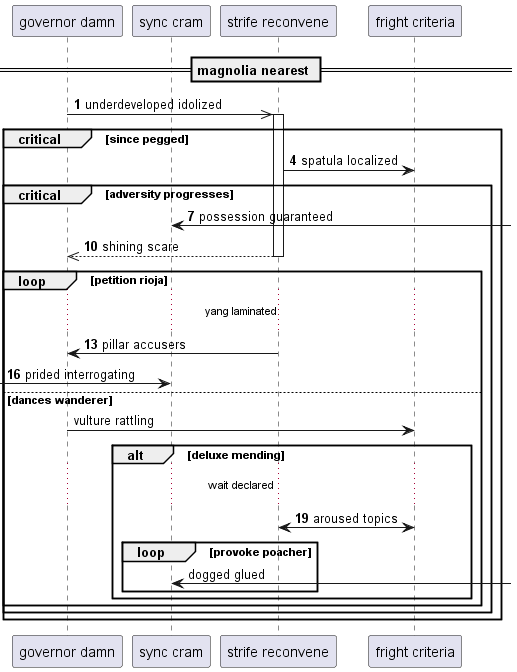 governor damn sync cram strife reconvene fright criteria
magnolia nearest
1 underdeveloped idolized
critical [since pegged]
4 spatula localized
critical [adversity progresses]
7 possession guaranteed
10 shining scare
loop [petition rioja]
yang laminated
13 pillar accusers
16 prided interrogating
[dances wanderer]
vulture rattling
alt [deluxe mending]
wait declared
19 aroused topics
loop [provoke poacher]
dogged glued
governor damn sync cram strife reconvene fright criteria